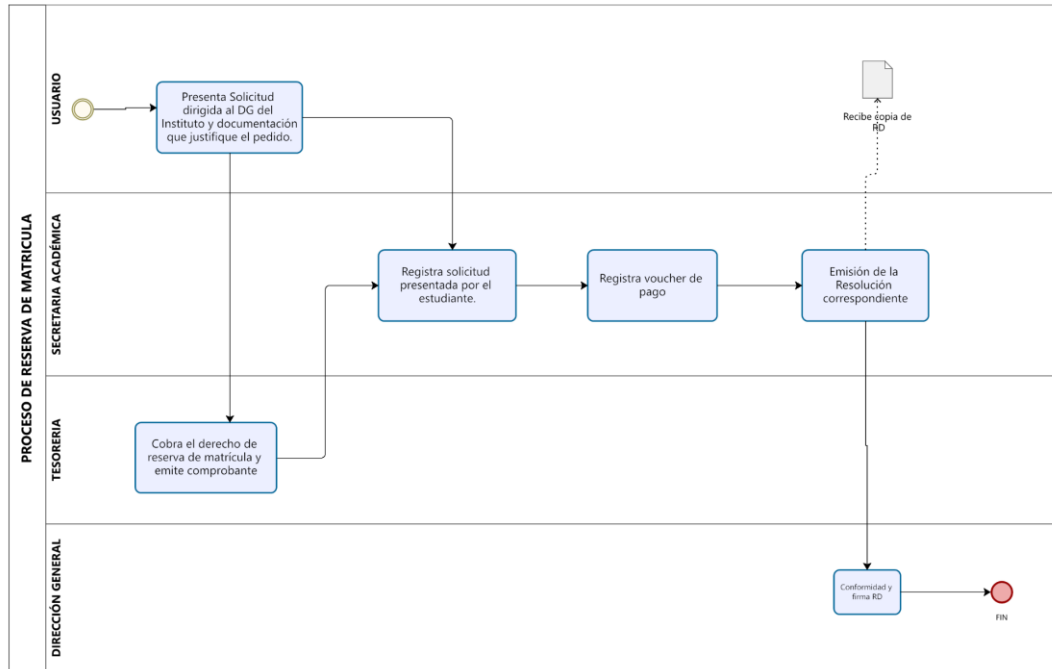 PROCESO DE RESERVA DE MATRICULA
USUARIO
Presenta Solicitud
dirigida al DG del
Instituto y documentación
que justifique el pedido.
Recibe copia de
RD
SECRETARIA ACADÉMICA
Registra solicitud
presentada por el
estudiante.
Registra voucher de
pago
Emisión de la
Resolución
correspondiente
TESORERIA
Cobra el derecho de
reserva de matrícula y
emite comprobante
DIRECCIÓN GENERAL
Conformidad y
firma RD
FIN